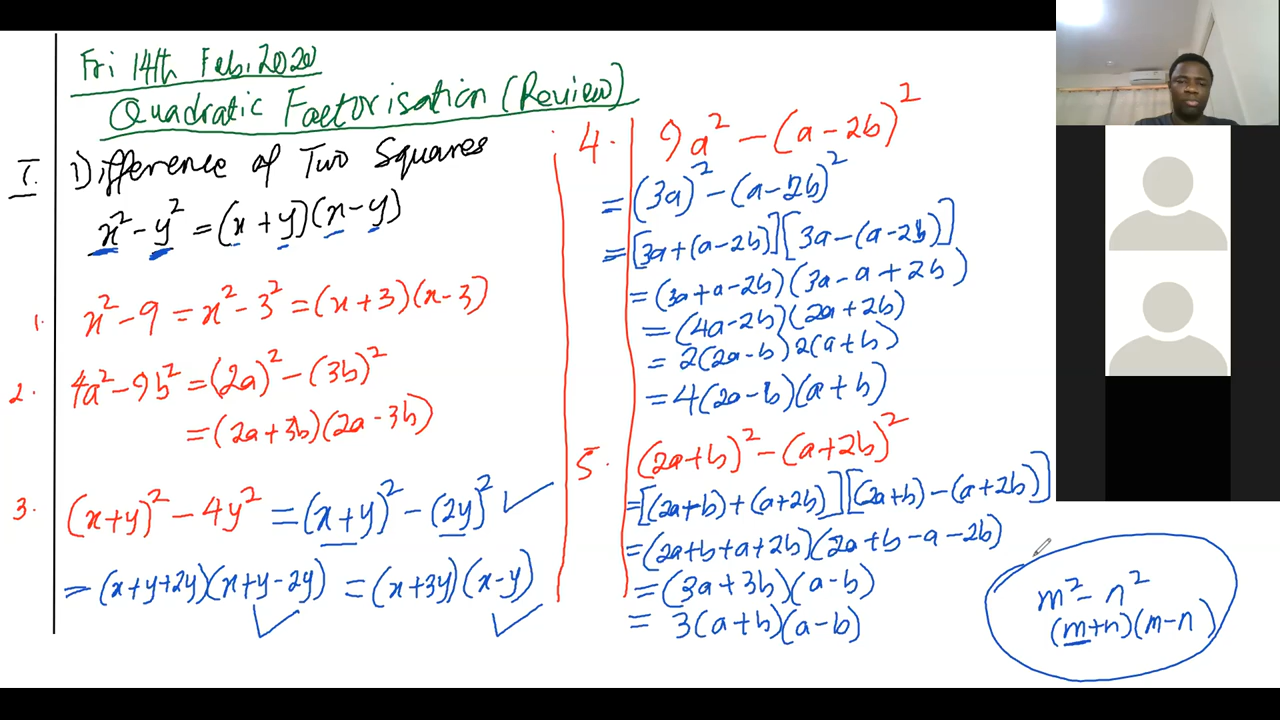 Fri 14th Feb, 2020
Quadratic Factorisation (Review)
I. Difference of Two Squares
x² - y² = (x + y)(x - y)
1. x² - 9 = x² - 3² = (x + 3)(x - 3)
2. 4a² - 9b² = (2a)² - (3b)²
= (2a + 3b)(2a - 3b)
3. (x+y)² - 4y² = (x+y)² - (2y)² ✓
= (x+y+2y)(x+y-2y) ✓ = (x+3y)(x-y) ✓
4. 9a² - (a - 2b)²
= (3a)² - (a - 2b)²
= [3a + (a - 2b)][3a - (a - 2b)]
= (3a + a - 2b)(3a - a + 2b)
= (4a - 2b)(2a + 2b)
= 2(2a - b) 2(a + b)
= 4(2a - b)(a + b)
5. (2a + b)² - (a + 2b)²
= [(2a + b) + (a + 2b)][(2a + b) - (a + 2b)]
= (2a + b + a + 2b)(2a + b - a - 2b)
= (3a + 3b)(a - b)
= 3(a + b)(a - b)
m² - n²
(m + n)(m - n)